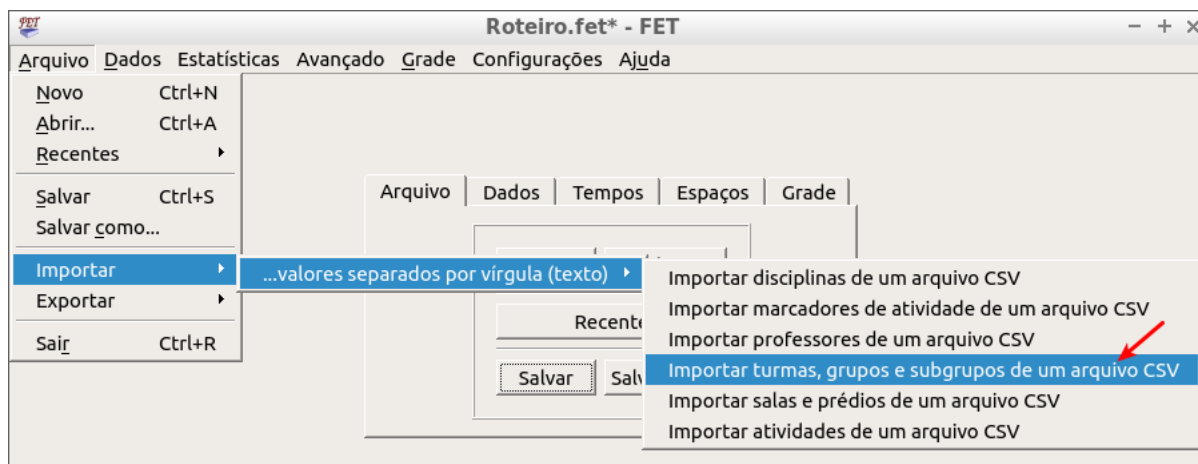 FET
Roteiro.fet* - FET
Arquivo Dados Estatísticas Avançado Grade Configurações Ajuda
Novo Ctrl+N
Abrir... Ctrl+A
Recentes
Salvar Ctrl+S
Salvar como...
Importar
Exportar
Sair Ctrl+R
...valores separados por vírgula (texto)
Arquivo Dados Tempos Espaços Grade
Salvar
Importar disciplinas de um arquivo CSV
Importar marcadores de atividade de um arquivo CSV
Importar professores de um arquivo CSV
Importar turmas, grupos e subgrupos de um arquivo CSV
Importar salas e prédios de um arquivo CSV
Importar atividades de um arquivo CSV